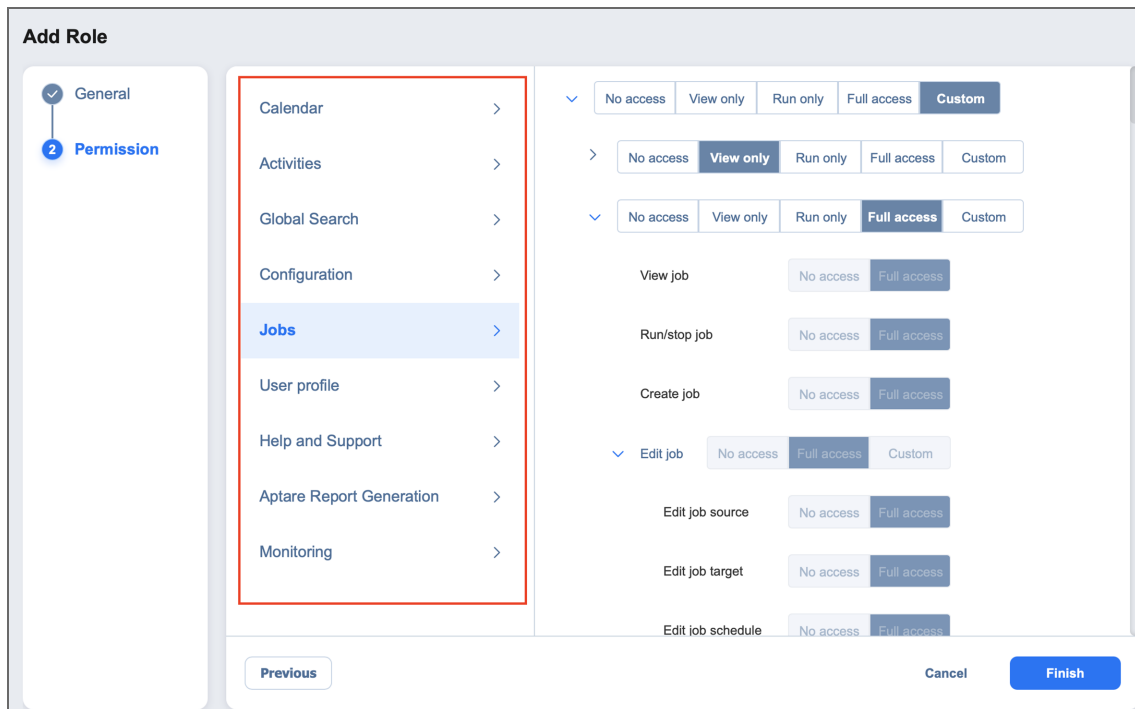 Add Role
General
2 Permission
Calendar
Activities
Global Search
Configuration
Jobs
User profile
Help and Support
Aptare Report Generation
Monitoring
No access View only Run only Full access Custom
No access View only Run only Full access Custom
No access View only Run only Full access Custom
View job No access Full access
Run/stop job No access Full access
Create job No access Full access
Edit job No access Full access Custom
Edit job source No access Full access
Edit job target No access Full access
Edit job schedule No access Full access
Previous Cancel Finish